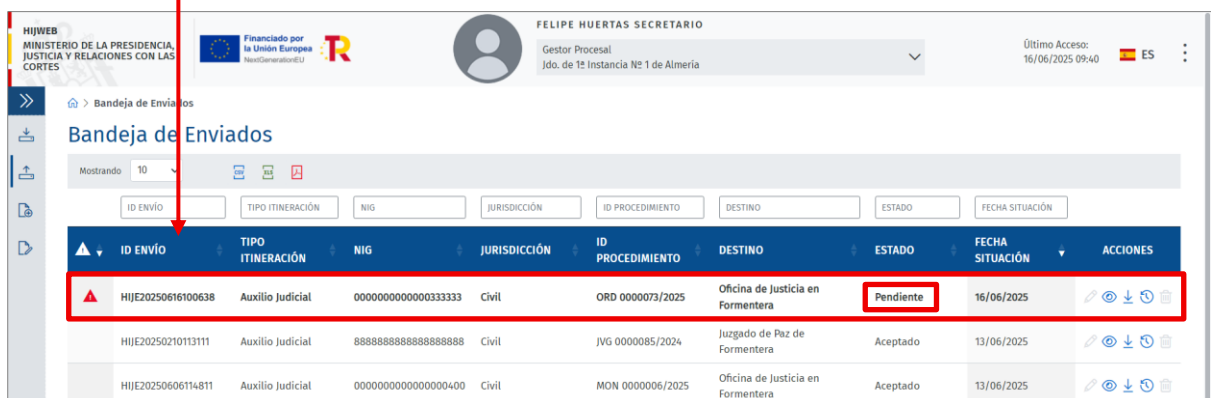 HIJWEB
MINISTERIO DE LA PRESIDENCIA,
JUSTICIA Y RELACIONES CON LAS
CORTES
Financiado por
la Unión Europea
NextGenerationEU
FELIPE HUERTAS SECRETARIO
Gestor Procesal
Jdo. de 1ª Instancia Nº 1 de Almería
Último Acceso:
16/06/2025 09:40
ES
> Bandeja de Enviados
Bandeja de Enviados
Mostrando 10 CSV XLS
ID ENVÍO TIPO ITINERACIÓN NIG JURISDICCIÓN ID PROCEDIMIENTO DESTINO ESTADO FECHA SITUACIÓN
ID ENVÍO TIPO ITINERACIÓN NIG JURISDICCIÓN ID PROCEDIMIENTO DESTINO ESTADO FECHA SITUACIÓN ACCIONES
HIJE20250616100638 Auxilio Judicial 0000000000000333333 Civil ORD 0000073/2025 Oficina de Justicia en Formentera Pendiente 16/06/2025
HIJE20250210113111 Auxilio Judicial 8888888888888888888 Civil JVG 0000085/2024 Juzgado de Paz de Formentera Aceptado 13/06/2025
HIJE20250606114811 Auxilio Judicial 0000000000000000400 Civil MON 0000006/2025 Oficina de Justicia en Formentera Aceptado 13/06/2025